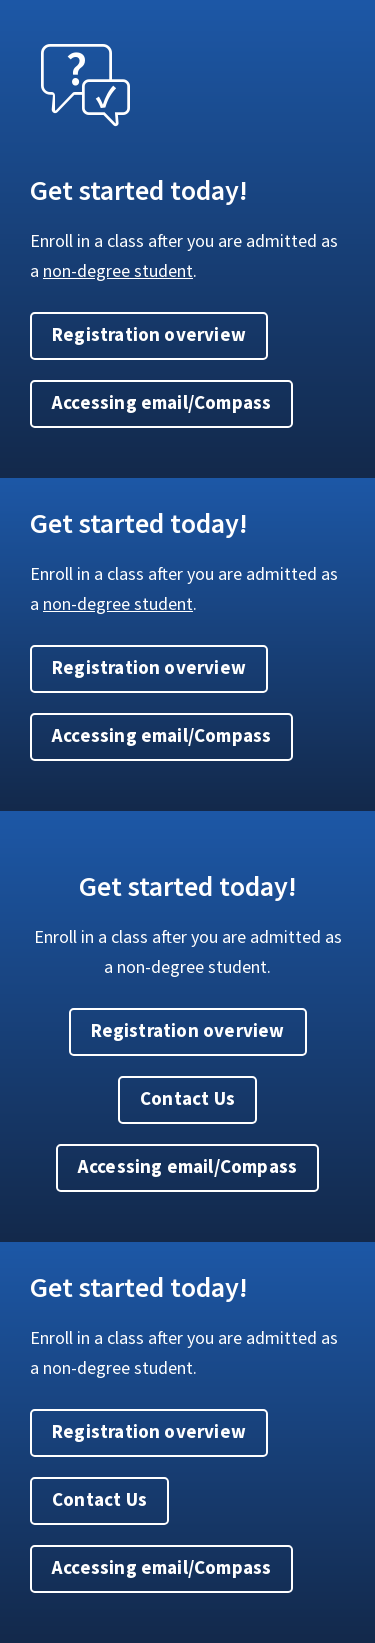 ?
Get started today!
Enroll in a class after you are admitted as
a non-degree student.
Registration overview
Accessing email/Compass
Get started today!
Enroll in a class after you are admitted as
a non-degree student.
Registration overview
Accessing email/Compass
Get started today!
Enroll in a class after you are admitted as
a non-degree student.
Registration overview
Contact Us
Accessing email/Compass
Get started today!
Enroll in a class after you are admitted as
a non-degree student.
Registration overview
Contact Us
Accessing email/Compass